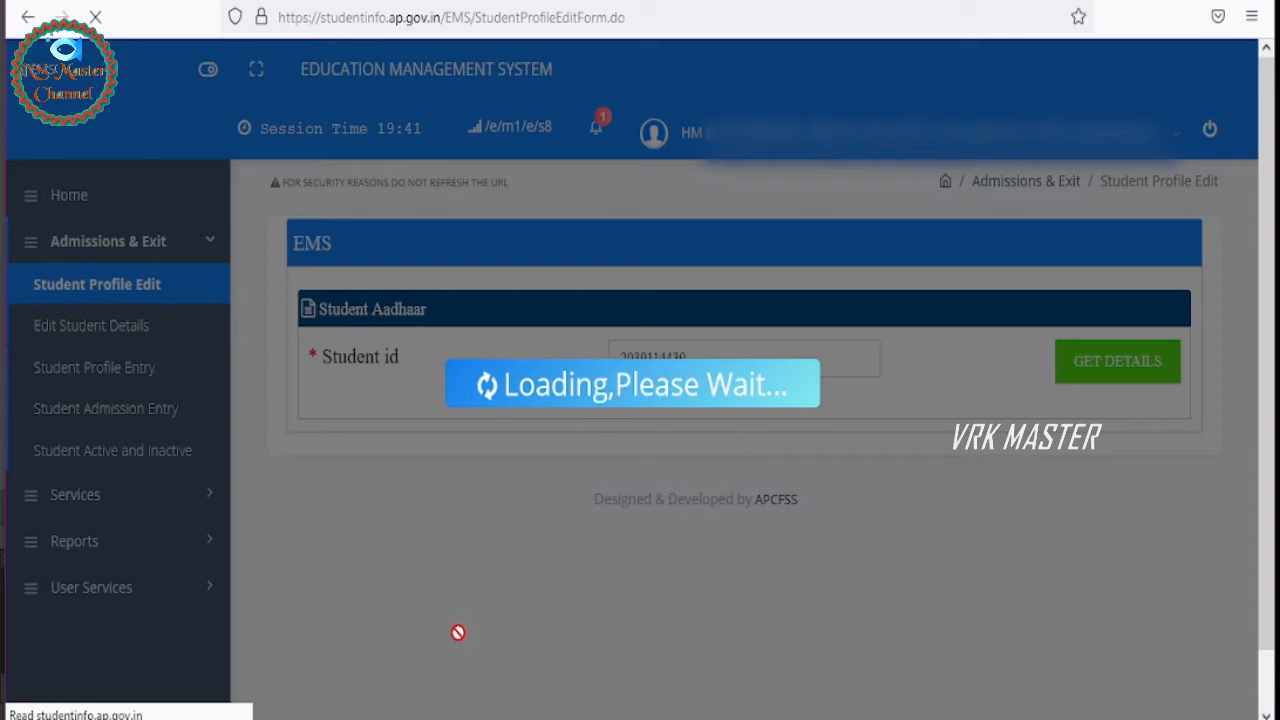 https://studentinfo.ap.gov.in/EMS/StudentProfileEditForm.do
Master
Channel
EDUCATION MANAGEMENT SYSTEM
Session Time 19:41
/e/m1/e/s8
1
HM
FOR SECURITY REASONS DO NOT REFRESH THE URL
/ Admissions & Exit / Student Profile Edit
Home
Admissions & Exit
Student Profile Edit
Edit Student Details
Student Profile Entry
Student Admission Entry
Student Active and Inactive
Services
Reports
User Services
EMS
Student Aadhaar
* Student id
GET DETAILS
Loading,Please Wait...
VRK MASTER
Designed & Developed by APCFSS
Read studentinfo.ap.gov.in